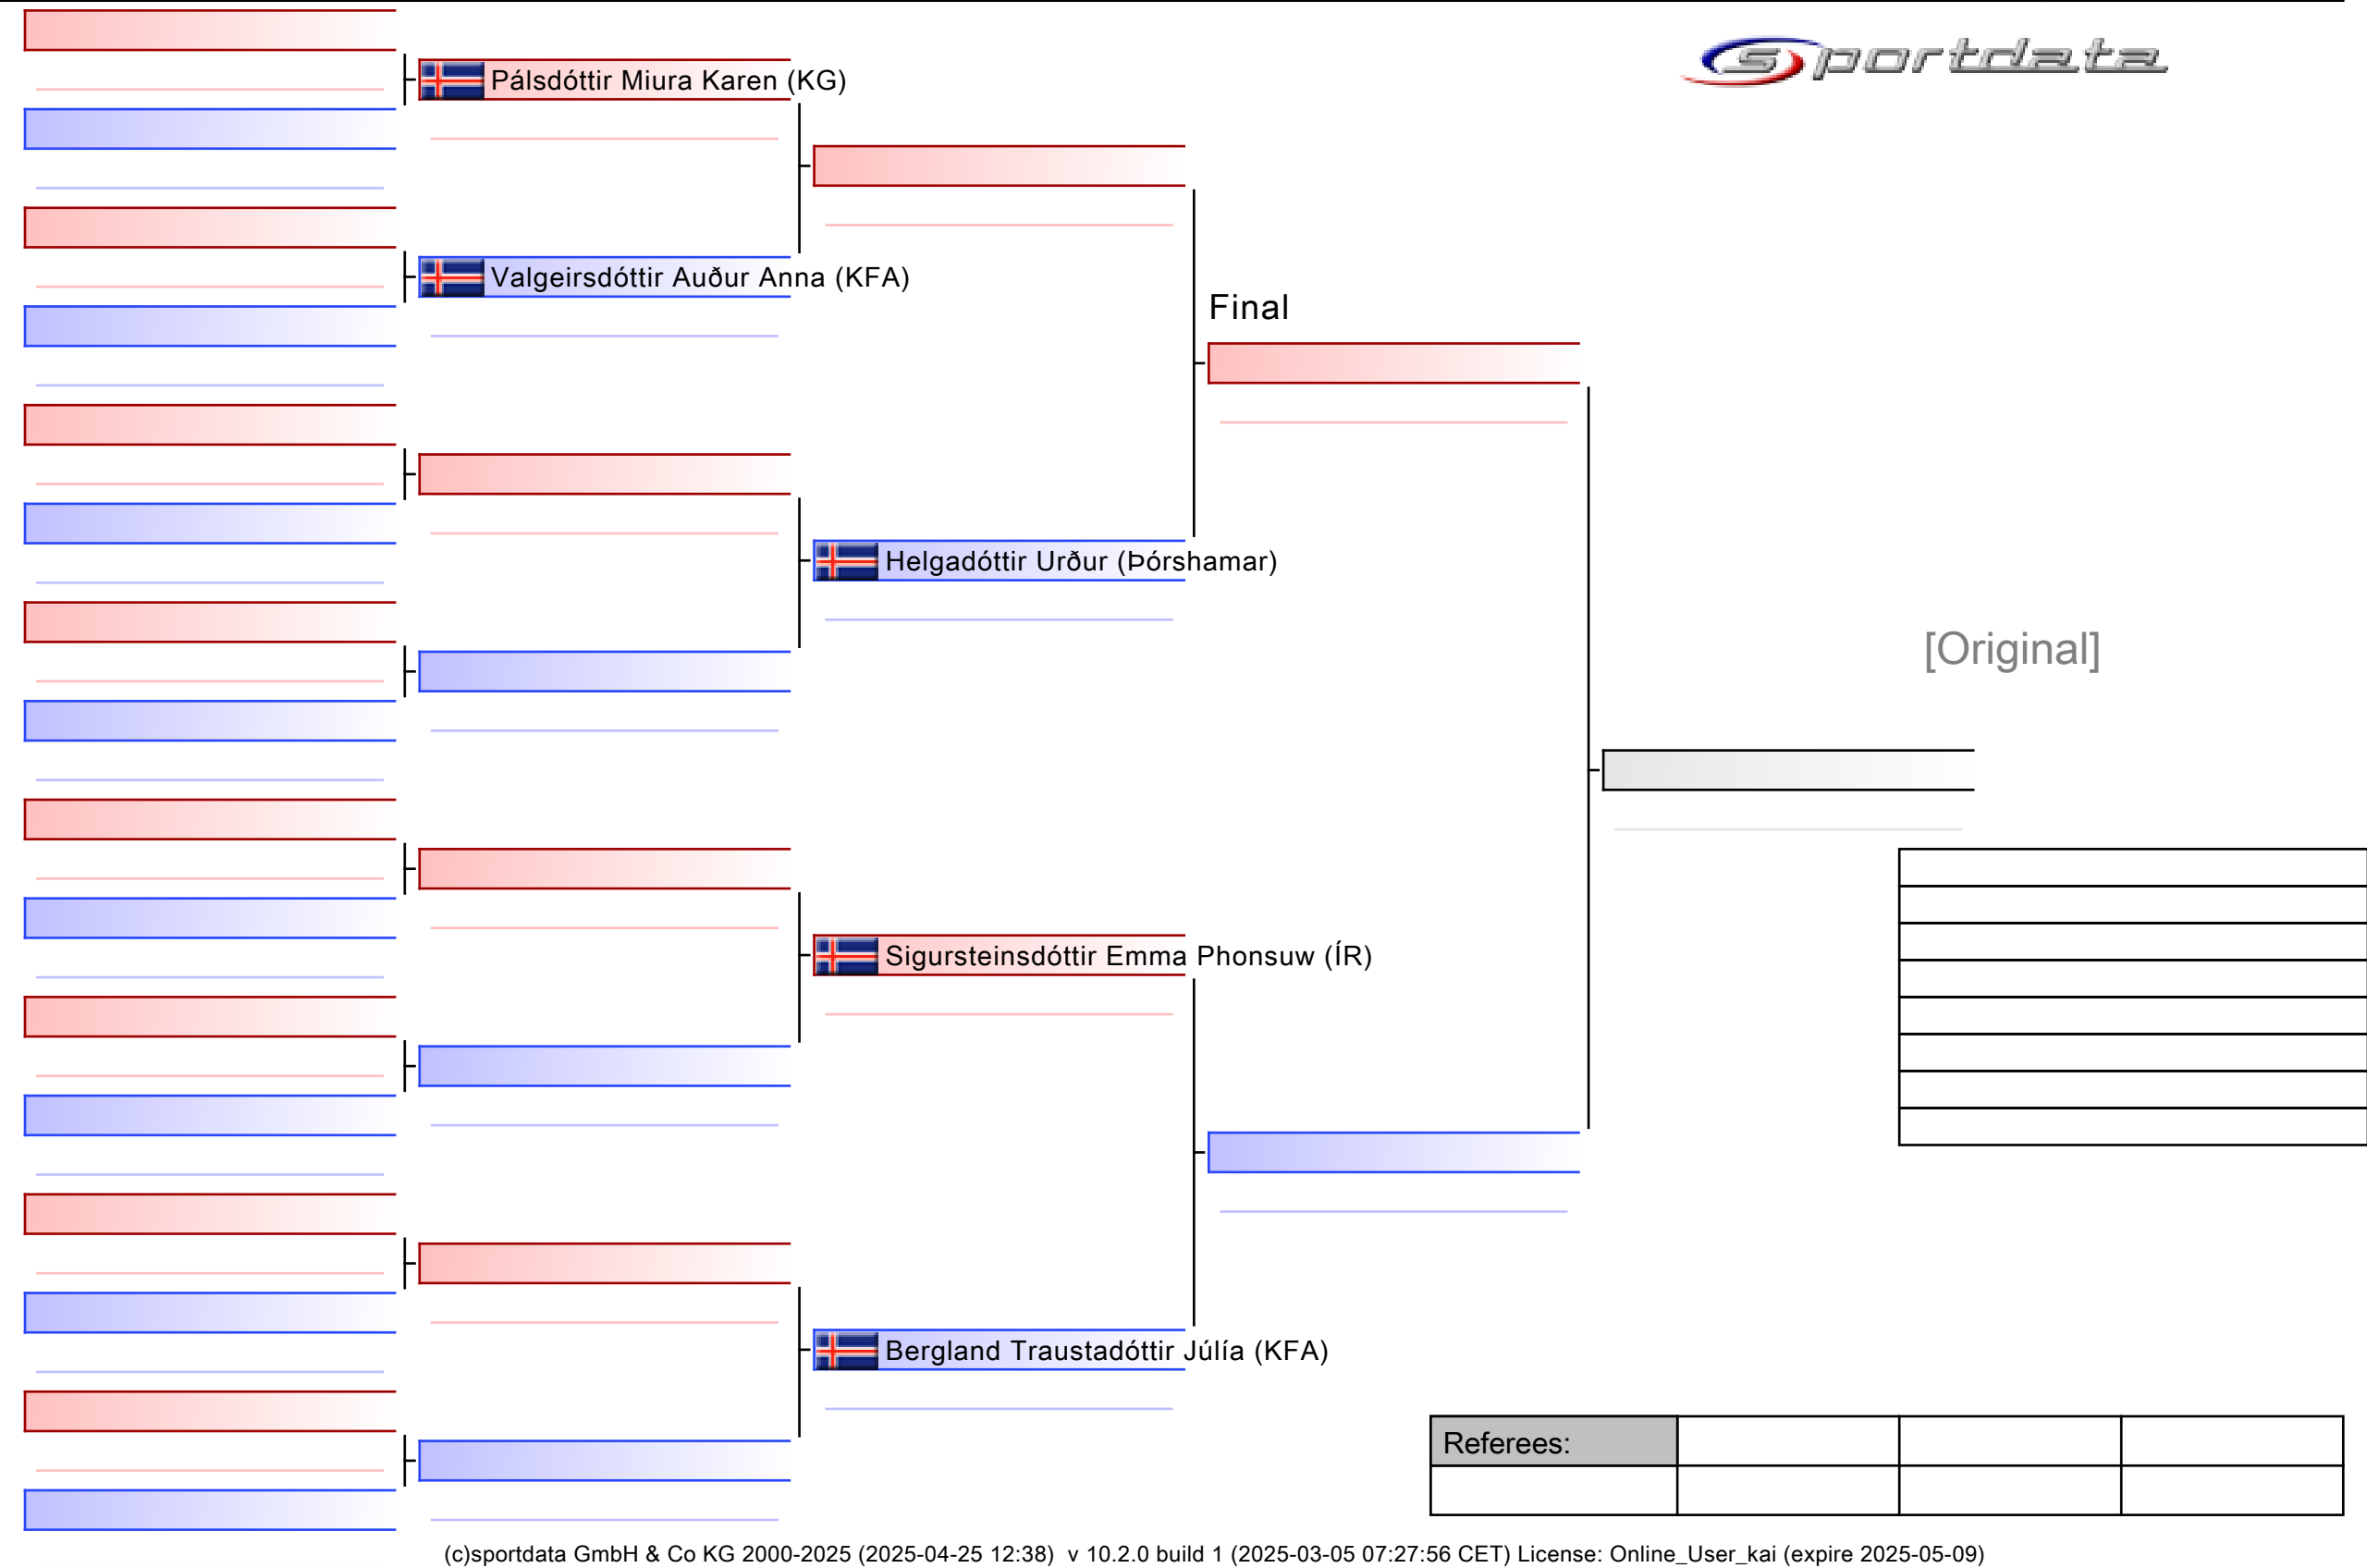 sportdata
Pálsdóttir Miura Karen (KG)
Valgeirsdóttir Auður Anna (KFA)
Final
Helgadóttir Urður (Þórshamar)
[Original]
Sigursteinsdóttir Emma Phonsuw (ÍR)
Bergland Traustadóttir Júlía (KFA)
Referees:
(c)sportdata GmbH & Co KG 2000-2025 (2025-04-25 12:38)  v 10.2.0 build 1 (2025-03-05 07:27:56 CET) License: Online_User_kai (expire 2025-05-09)